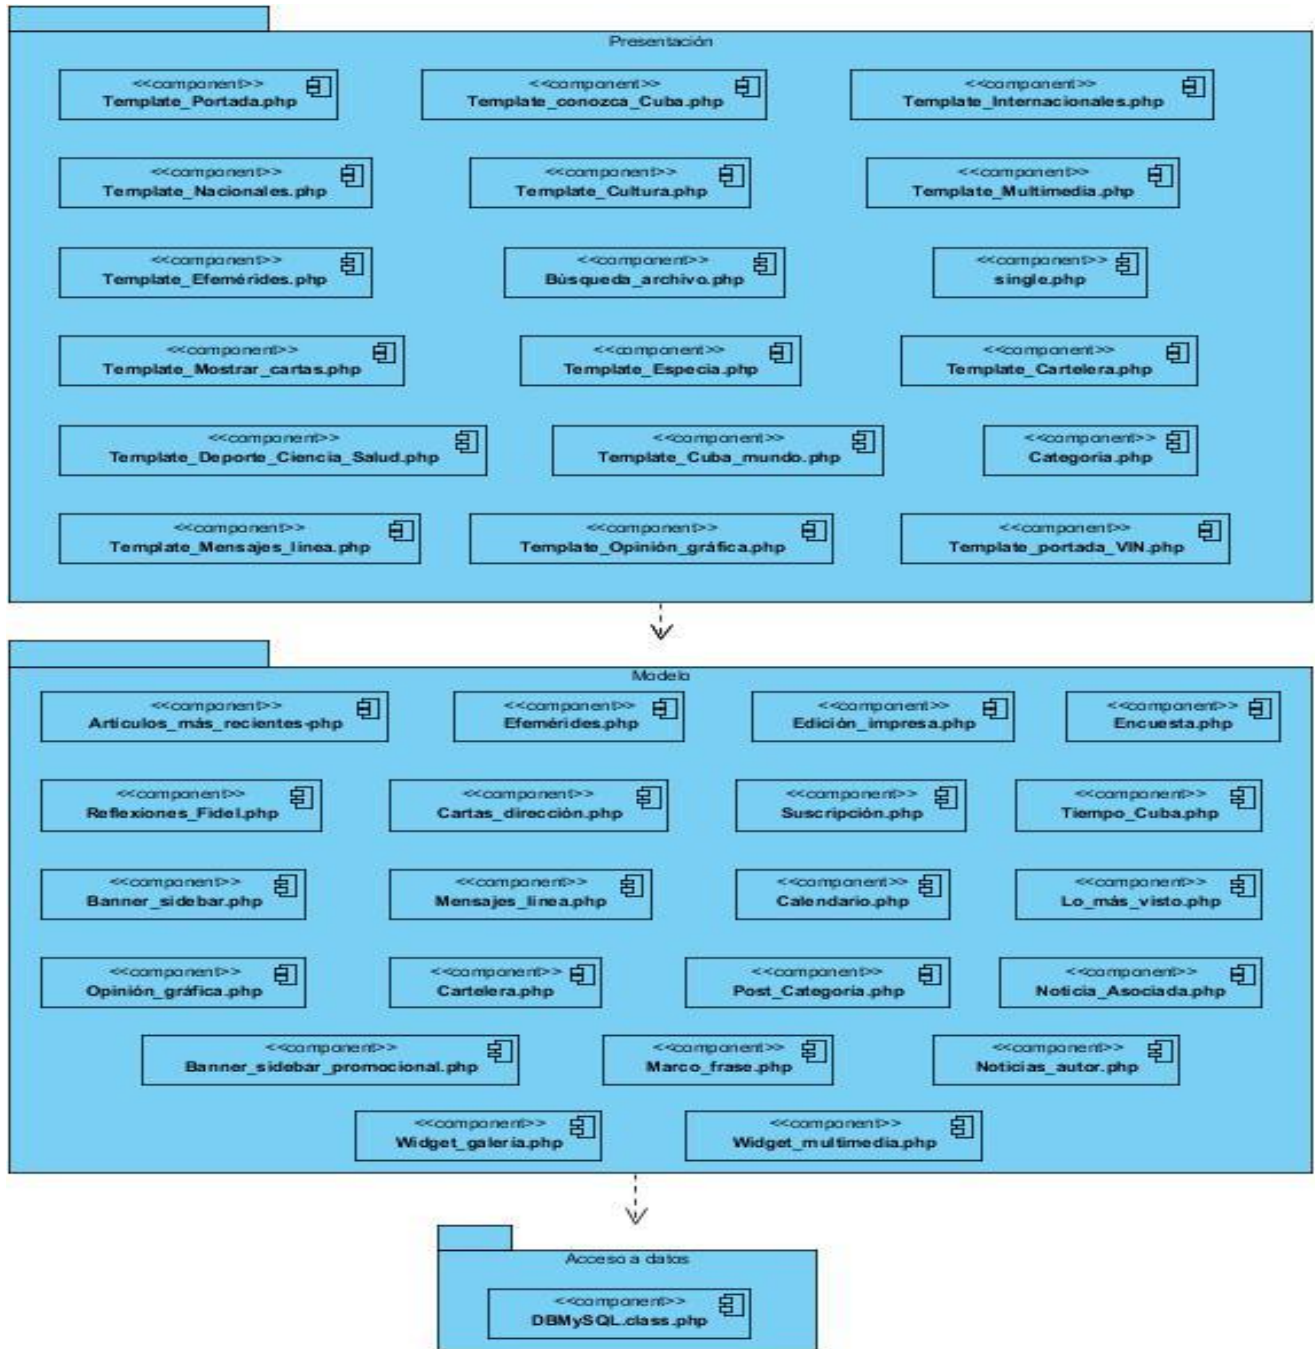 Presentación
<<component>>
Template_Portada.php
<<component>>
Template_conozca_Cuba.php
<<component>>
Template_Internacionales.php
<<component>>
Template_Nacionales.php
<<component>>
Template_Cultura.php
<<component>>
Template_Multimedia.php
<<component>>
Template_Efemérides.php
<<component>>
Búsqueda_archivo.php
<<component>>
single.php
<<component>>
Template_Mostrar_cartas.php
<<component>>
Template_Especia.php
<<component>>
Template_Cartelera.php
<<component>>
Template_Deporte_Ciencia_Salud.php
<<component>>
Template_Cuba_mundo.php
<<component>>
Categoría.php
<<component>>
Template_Mensajes_línea.php
<<component>>
Template_Opinión_gráfica.php
<<component>>
Template_portada_VIN.php
Modelo
<<component>>
Artículos_más_recientes-php
<<component>>
Efemérides.php
<<component>>
Edición_impresa.php
<<component>>
Encuesta.php
<<component>>
Reflexiones_Fidel.php
<<component>>
Cartas_dirección.php
<<component>>
Suscripción.php
<<component>>
Tiempo_Cuba.php
<<component>>
Banner_sidebar.php
<<component>>
Mensajes_línea.php
<<component>>
Calendario.php
<<component>>
Lo_más_visto.php
<<component>>
Opinión_gráfica.php
<<component>>
Cartelera.php
<<component>>
Post_Categoría.php
<<component>>
Noticia_Asociada.php
<<component>>
Banner_sidebar_promocional.php
<<component>>
Marco_frase.php
<<component>>
Noticias_autor.php
<<component>>
Widget_galería.php
<<component>>
Widget_multimedia.php
Acceso a datos
<<component>>
DBMySQL.class.php